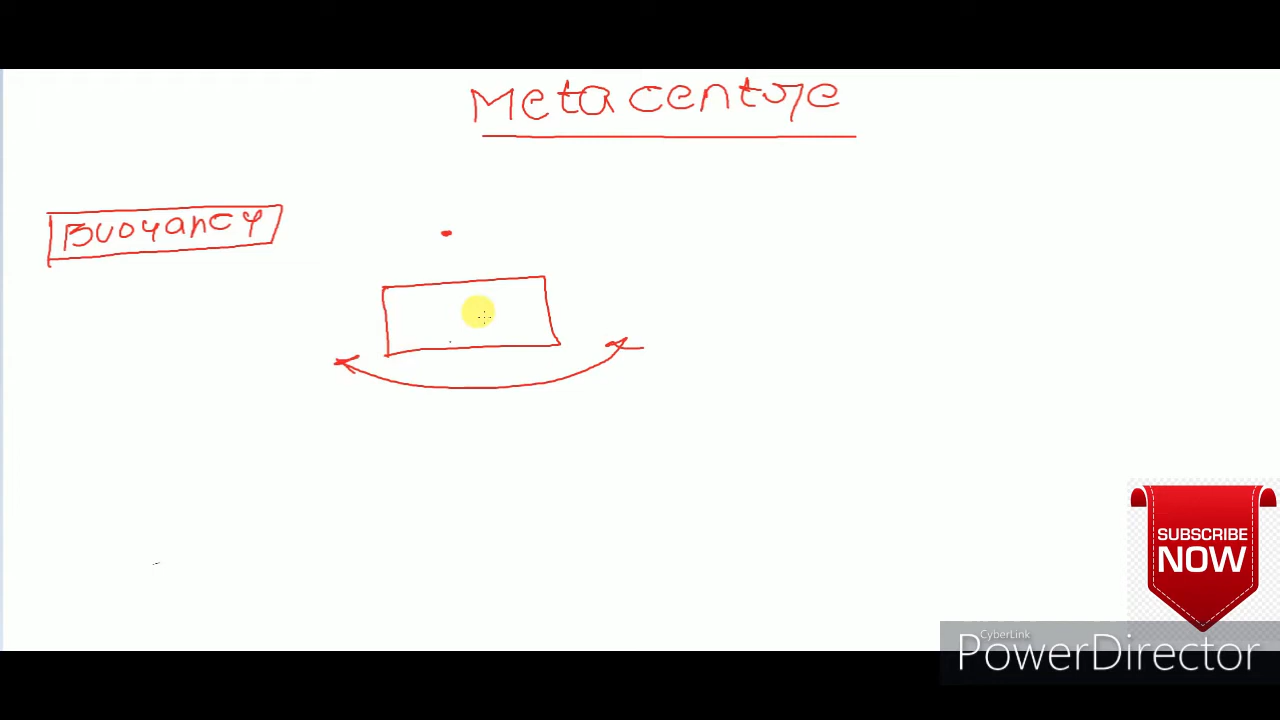 Metacentre
Buoyancy
SUBSCRIBE
NOW
CyberLink
PowerDirector